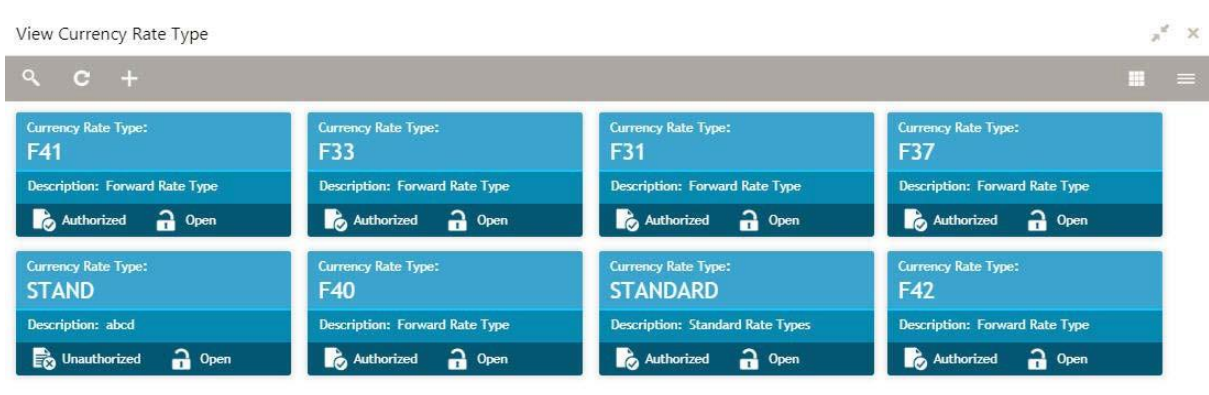 View Currency Rate Type
Currency Rate Type:
F41
Description: Forward Rate Type
Authorized Open
Currency Rate Type:
F33
Description: Forward Rate Type
Authorized Open
Currency Rate Type:
F31
Description: Forward Rate Type
Authorized Open
Currency Rate Type:
F37
Description: Forward Rate Type
Authorized Open
Currency Rate Type:
STAND
Description: abcd
Unauthorized Open
Currency Rate Type:
F40
Description: Forward Rate Type
Authorized Open
Currency Rate Type:
STANDARD
Description: Standard Rate Types
Authorized Open
Currency Rate Type:
F42
Description: Forward Rate Type
Authorized Open